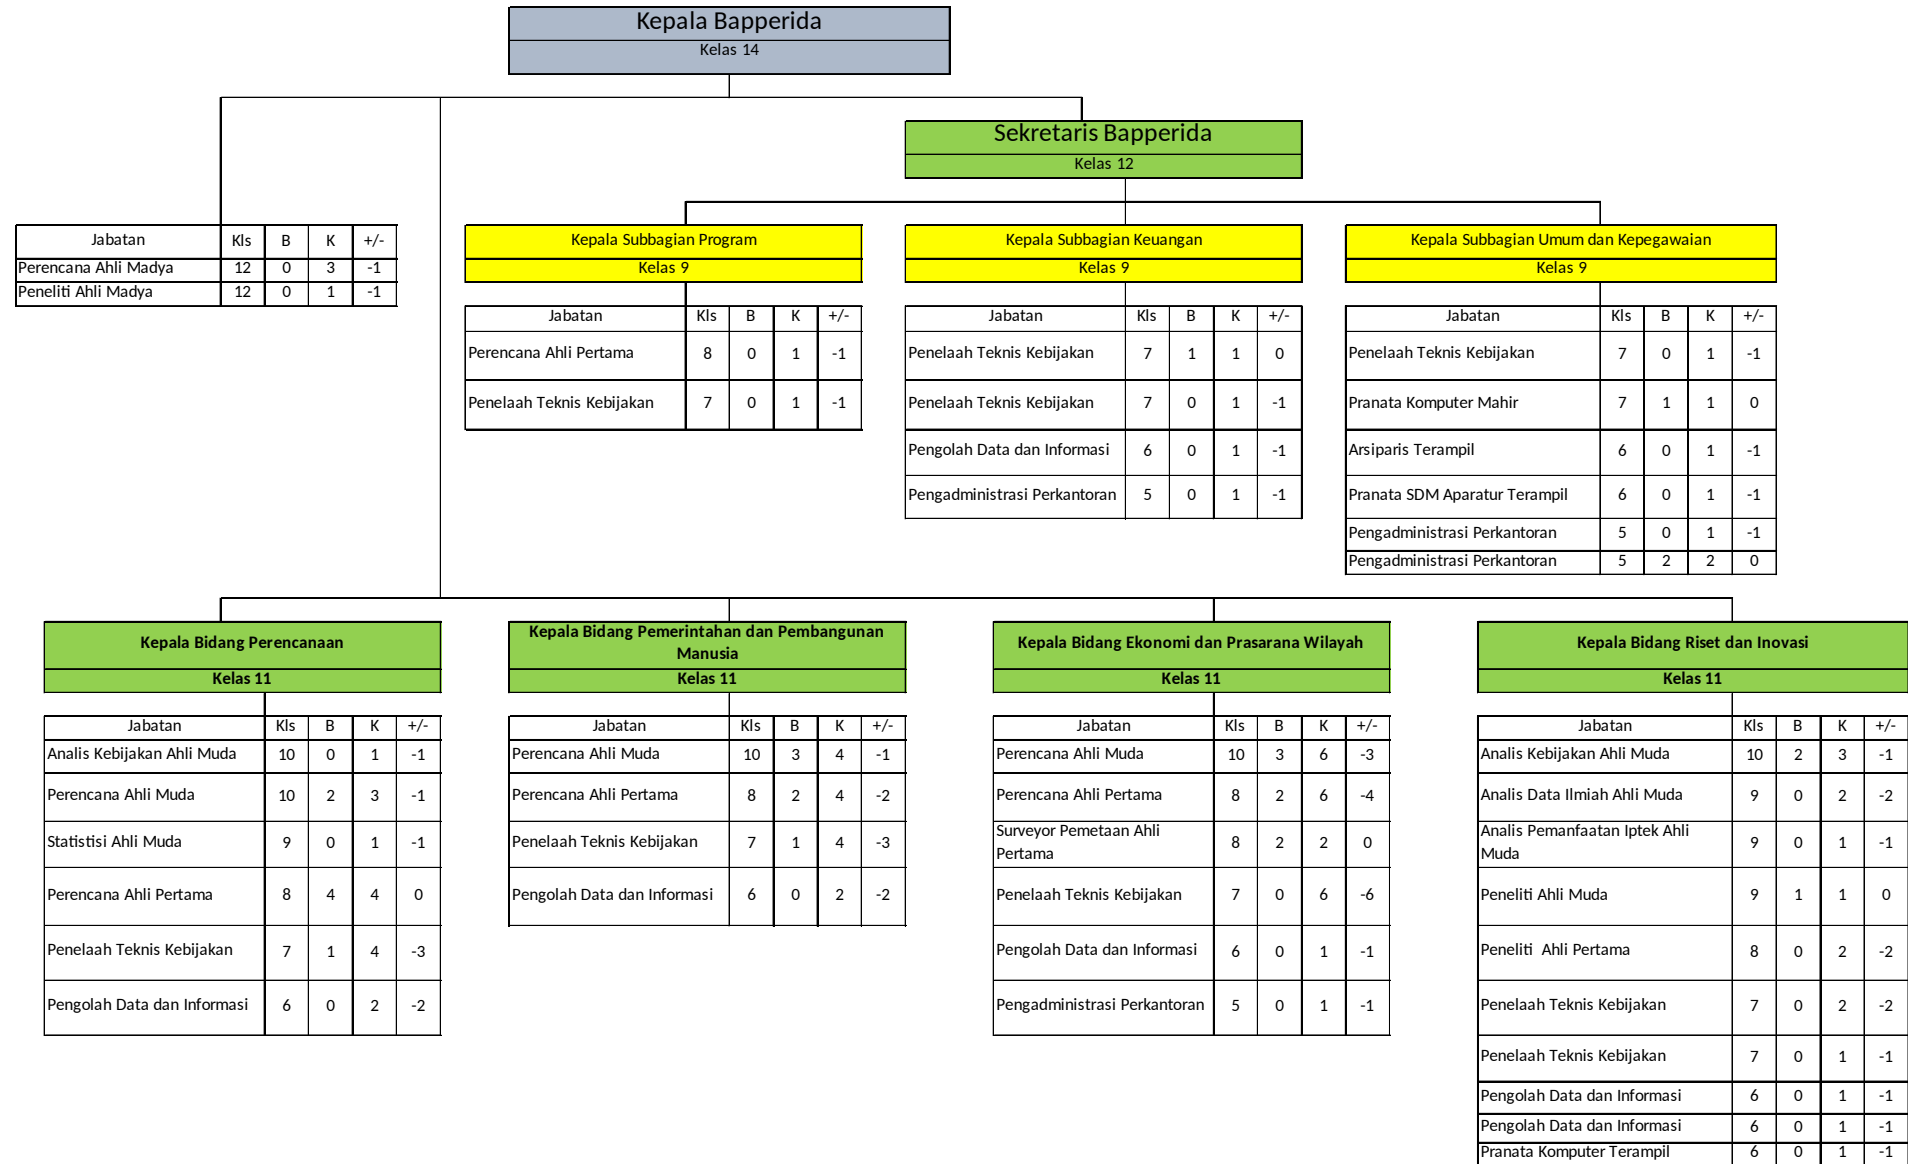 Kepala Bapperida
Kelas 14
Sekretaris Bapperida
Kelas 12
Jabatan Kls B K +/-
Perencana Ahli Madya 12 0 3 -1
Peneliti Ahli Madya 12 0 1 -1
Kepala Subbagian Program
Kelas 9
Jabatan Kls B K +/-
Perencana Ahli Pertama 8 0 1 -1
Penelaah Teknis Kebijakan 7 0 1 -1
Kepala Subbagian Keuangan
Kelas 9
Jabatan Kls B K +/-
Penelaah Teknis Kebijakan 7 1 1 0
Penelaah Teknis Kebijakan 7 0 1 -1
Pengolah Data dan Informasi 6 0 1 -1
Pengadministrasi Perkantoran 5 0 1 -1
Kepala Subbagian Umum dan Kepegawaian
Kelas 9
Jabatan Kls B K +/-
Penelaah Teknis Kebijakan 7 0 1 -1
Pranata Komputer Mahir 7 1 1 0
Arsiparis Terampil 6 0 1 -1
Pranata SDM Aparatur Terampil 6 0 1 -1
Pengadministrasi Perkantoran 5 0 1 -1
Pengadministrasi Perkantoran 5 2 2 0
Kepala Bidang Perencanaan
Kelas 11
Jabatan Kls B K +/-
Analis Kebijakan Ahli Muda 10 0 1 -1
Perencana Ahli Muda 10 2 3 -1
Statistisi Ahli Muda 9 0 1 -1
Perencana Ahli Pertama 8 4 4 0
Penelaah Teknis Kebijakan 7 1 4 -3
Pengolah Data dan Informasi 6 0 2 -2
Kepala Bidang Pemerintahan dan Pembangunan
Manusia
Kelas 11
Jabatan Kls B K +/-
Perencana Ahli Muda 10 3 4 -1
Perencana Ahli Pertama 8 2 4 -2
Penelaah Teknis Kebijakan 7 1 4 -3
Pengolah Data dan Informasi 6 0 2 -2
Kepala Bidang Ekonomi dan Prasarana Wilayah
Kelas 11
Jabatan Kls B K +/-
Perencana Ahli Muda 10 3 6 -3
Perencana Ahli Pertama 8 2 6 -4
Surveyor Pemetaan Ahli
Pertama 8 2 2 0
Penelaah Teknis Kebijakan 7 0 6 -6
Pengolah Data dan Informasi 6 0 1 -1
Pengadministrasi Perkantoran 5 0 1 -1
Kepala Bidang Riset dan Inovasi
Kelas 11
Jabatan Kls B K +/-
Analis Kebijakan Ahli Muda 10 2 3 -1
Analis Data Ilmiah Ahli Muda 9 0 2 -2
Analis Pemanfaatan Iptek Ahli
Muda 9 0 1 -1
Peneliti Ahli Muda 9 1 1 0
Peneliti  Ahli Pertama 8 0 2 -2
Penelaah Teknis Kebijakan 7 0 2 -2
Penelaah Teknis Kebijakan 7 0 1 -1
Pengolah Data dan Informasi 6 0 1 -1
Pengolah Data dan Informasi 6 0 1 -1
Pranata Komputer Terampil 6 0 1 -1